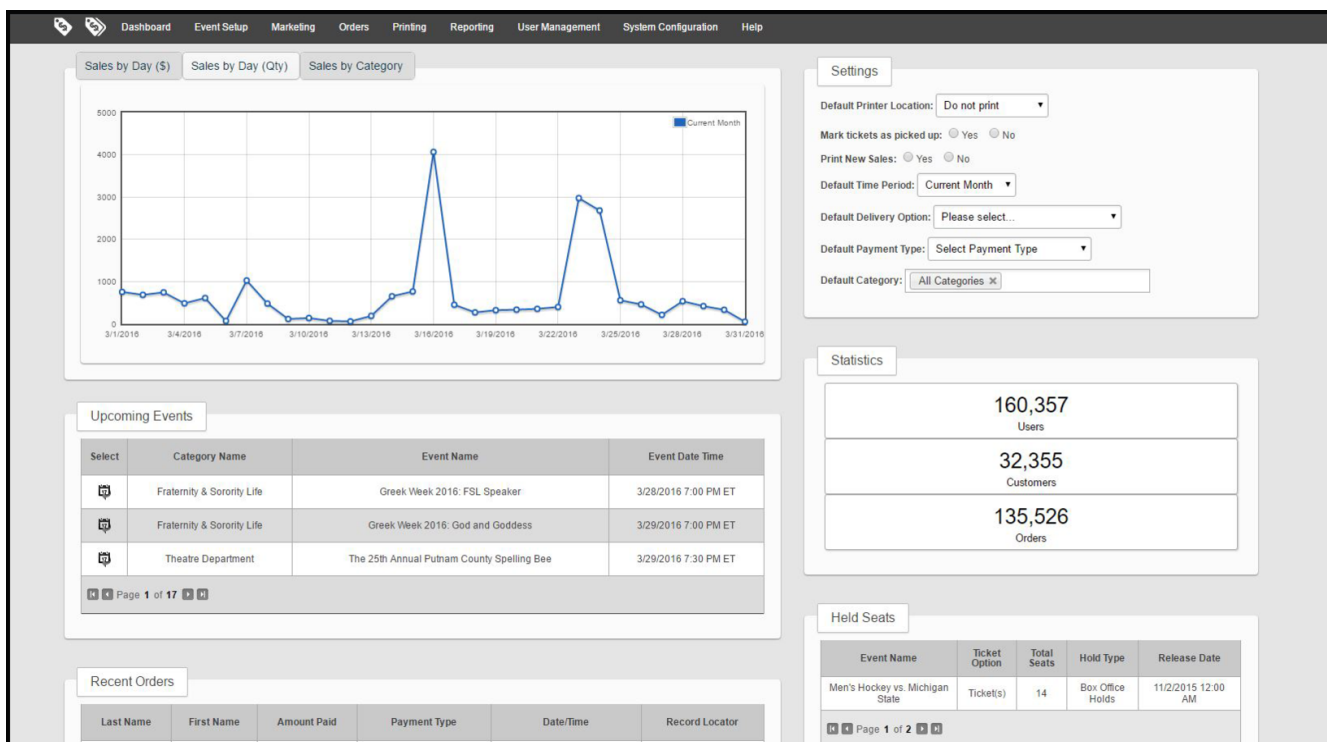 Dashboard Event Setup Marketing Orders Printing Reporting User Management System Configuration Help
Sales by Day ($) Sales by Day (Qty) Sales by Category
5000
4000
3000
2000
1000
0
Current Month
3/1/2016 3/4/2016 3/7/2016 3/10/2016 3/13/2016 3/16/2016 3/19/2016 3/22/2016 3/25/2016 3/28/2016 3/31/2016
Upcoming Events
Select Category Name Event Name Event Date Time
17 Fraternity & Sorority Life Greek Week 2016: FSL Speaker 3/28/2016 7:00 PM ET
17 Fraternity & Sorority Life Greek Week 2016: God and Goddess 3/29/2016 7:00 PM ET
17 Theatre Department The 25th Annual Putnam County Spelling Bee 3/29/2016 7:30 PM ET
Page 1 of 17
Recent Orders
Last Name First Name Amount Paid Payment Type Date/Time Record Locator
Settings
Default Printer Location: Do not print
Mark tickets as picked up: Yes No
Print New Sales: Yes No
Default Time Period: Current Month
Default Delivery Option: Please select...
Default Payment Type: Select Payment Type
Default Category: All Categories ×
Statistics
160,357
Users
32,355
Customers
135,526
Orders
Held Seats
Event Name Ticket Option Total Seats Hold Type Release Date
Men's Hockey vs. Michigan State Ticket(s) 14 Box Office Holds 11/2/2015 12:00 AM
Page 1 of 2